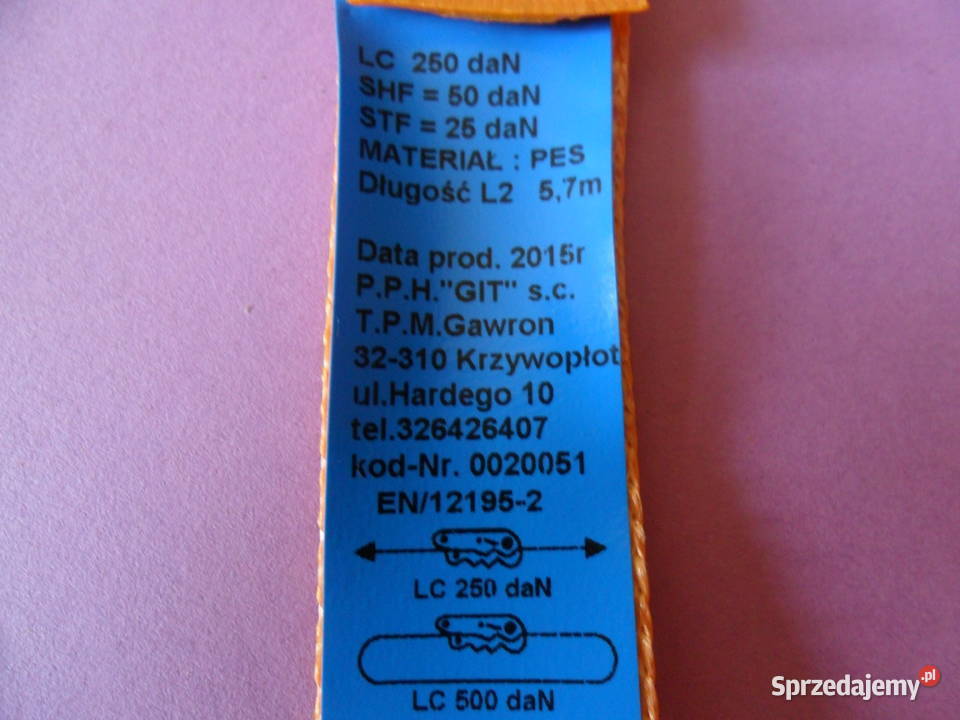 LC 250 daN
SHF = 50 daN
STF = 25 daN
MATERIAŁ : PES
Długość L2 5,7m
Data prod. 2015r
P.P.H."GIT" s.c.
T.P.M.Gawron
32-310 Krzywopłot
ul.Hardego 10
tel.326426407
kod-Nr. 0020051
EN/12195-2
LC 250 daN
LC 500 daN
Sprzedajemy.pl